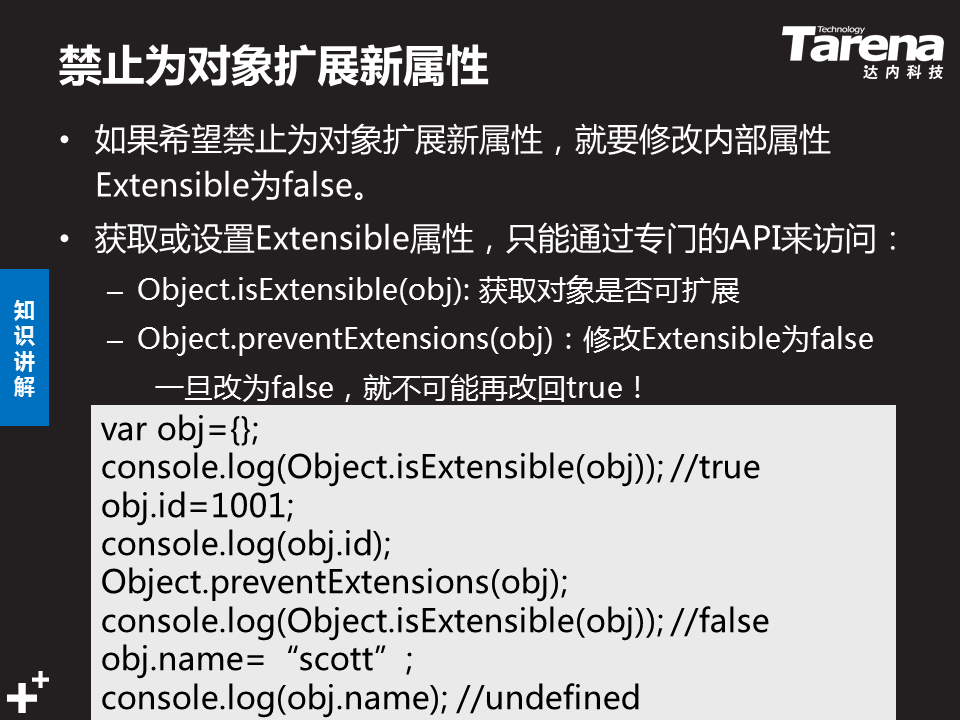 禁止为对象扩展新属性
Technology
Tarena
达内科技
• 如果希望禁止为对象扩展新属性，就要修改内部属性
Extensible为false。
• 获取或设置Extensible属性，只能通过专门的API来访问：
– Object.isExtensible(obj): 获取对象是否可扩展
– Object.preventExtensions(obj)：修改Extensible为false
一旦改为false，就不可能再改回true！
知识讲解
var obj={};
console.log(Object.isExtensible(obj)); //true
obj.id=1001;
console.log(obj.id);
Object.preventExtensions(obj);
console.log(Object.isExtensible(obj)); //false
obj.name=“scott”;
console.log(obj.name); //undefined